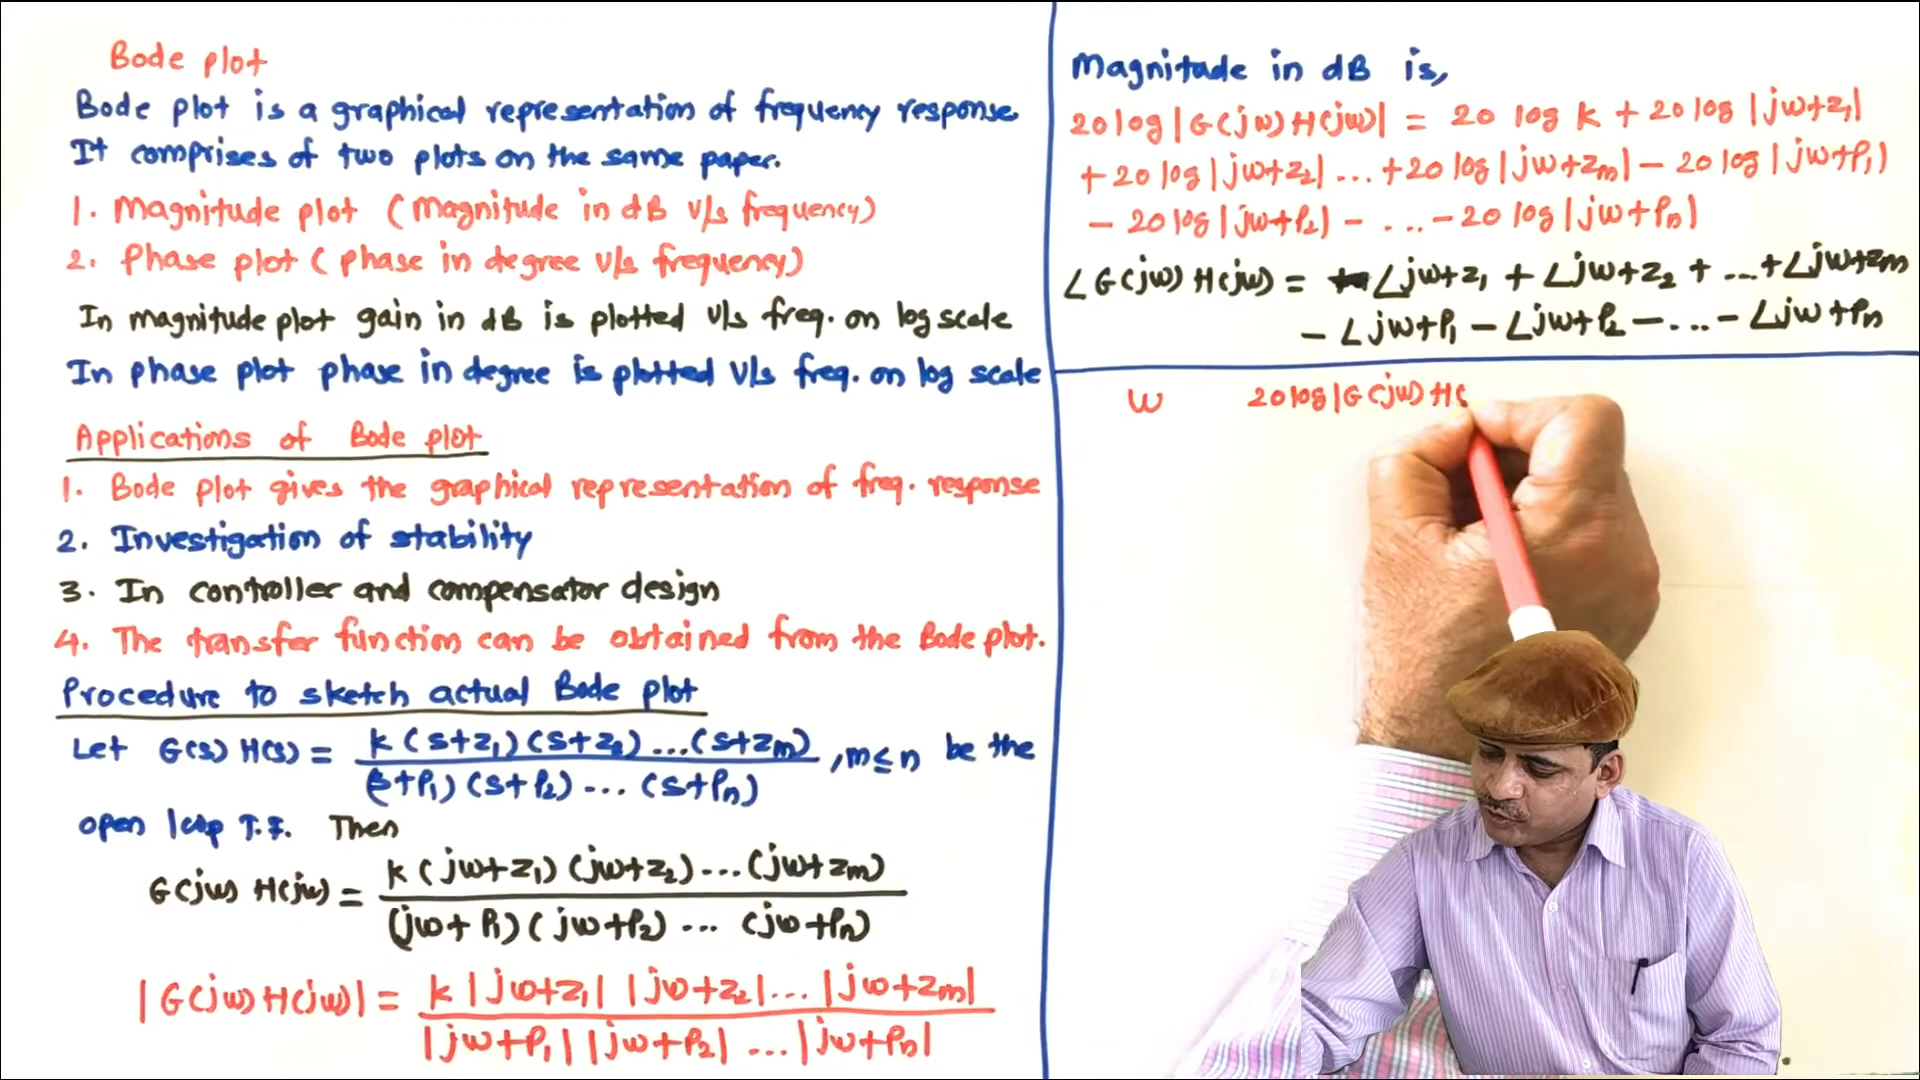 Bode plot
Bode plot is a graphical representation of frequency response.
It comprises of two plots on the same paper.
1. Magnitude plot (Magnitude in dB v/s frequency)
2. Phase plot (phase in degree v/s frequency)
In magnitude plot gain in dB is plotted v/s freq. on log scale
In phase plot phase in degree is plotted v/s freq. on log scale
Applications of Bode plot
1. Bode plot gives the graphical representation of freq. response
2. Investigation of stability
3. In controller and compensator design
4. The transfer function can be obtained from the Bode plot.
Procedure to sketch actual Bode plot
Let G(s) H(s) = K(s+z₁)(s+z₂)...(s+zm) / (s+P₁)(s+P₂)...(s+Pn) , m≤n be the
open loop T.F. Then
G(jω) H(jω) = K(jω+z₁)(jω+z₂)...(jω+zm) / (jω+P₁)(jω+P₂)...(jω+Pn)
|G(jω) H(jω)| = K|jω+z₁| |jω+z₂|...|jω+zm| / |jω+P₁| |jω+P₂| ...|jω+Pn|
Magnitude in dB is,
20 log|G(jω) H(jω)| = 20 log K + 20 log |jω+z₁|
+ 20 log|jω+z₂| ... +20 log|jω+zm| - 20 log|jω+P₁|
- 20 log|jω+P₂| - ... - 20 log|jω+Pn|
∠G(jω) H(jω) = ∠jω+z₁ + ∠jω+z₂ + ... + ∠jω+zm
- ∠jω+P₁ - ∠jω+P₂ - ... - ∠jω+Pn
ω 20 log|G(jω) H(